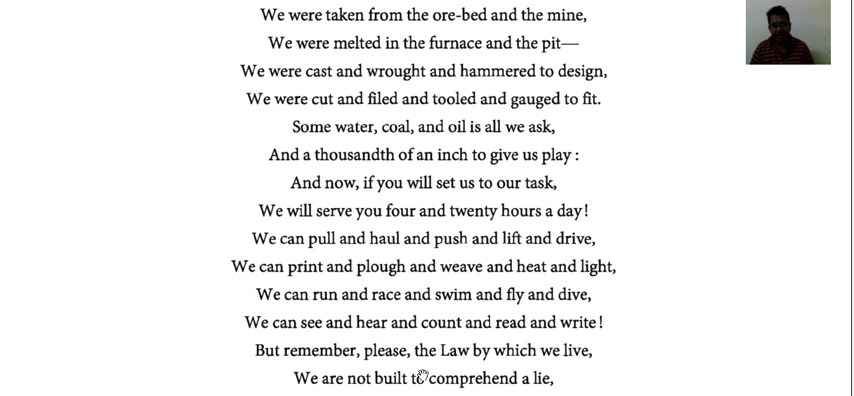 We were taken from the ore-bed and the mine,
We were melted in the furnace and the pit—
We were cast and wrought and hammered to design,
We were cut and filed and tooled and gauged to fit.
Some water, coal, and oil is all we ask,
And a thousandth of an inch to give us play :
And now, if you will set us to our task,
We will serve you four and twenty hours a day!
We can pull and haul and push and lift and drive,
We can print and plough and weave and heat and light,
We can run and race and swim and fly and dive,
We can see and hear and count and read and write!
But remember, please, the Law by which we live,
We are not built to comprehend a lie,